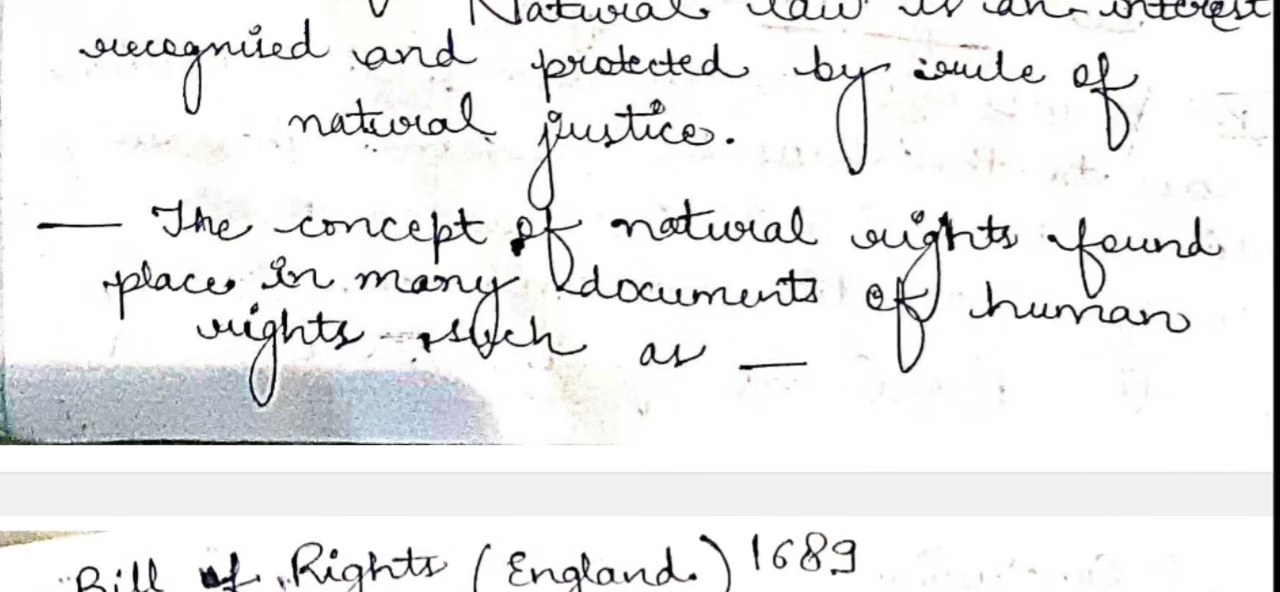 Natural law is an interest
recognised and protected by rule of
natural justice.
— The concept of natural rights found
place in many documents of human
rights such as —
Bill of Rights (England) 1689